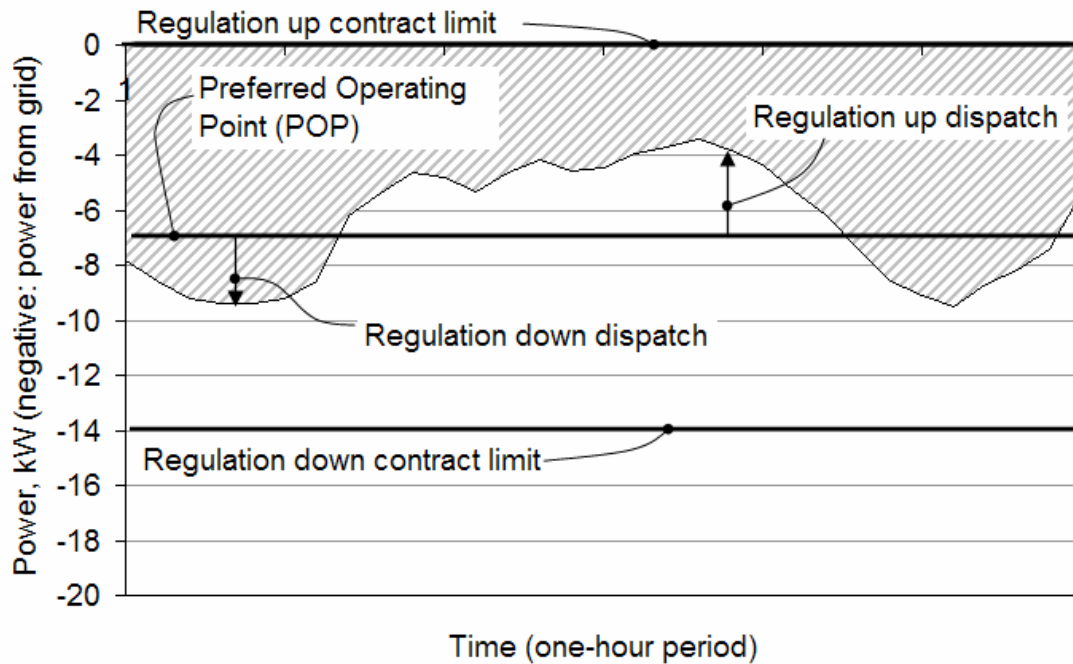 Regulation up contract limit
0
1
Preferred Operating
Point (POP)
-2
Regulation up dispatch
-4
-6
-8
-10
Regulation down dispatch
-12
-14
Regulation down contract limit
-16
-18
-20
Power, kW (negative: power from grid)
Time (one-hour period)